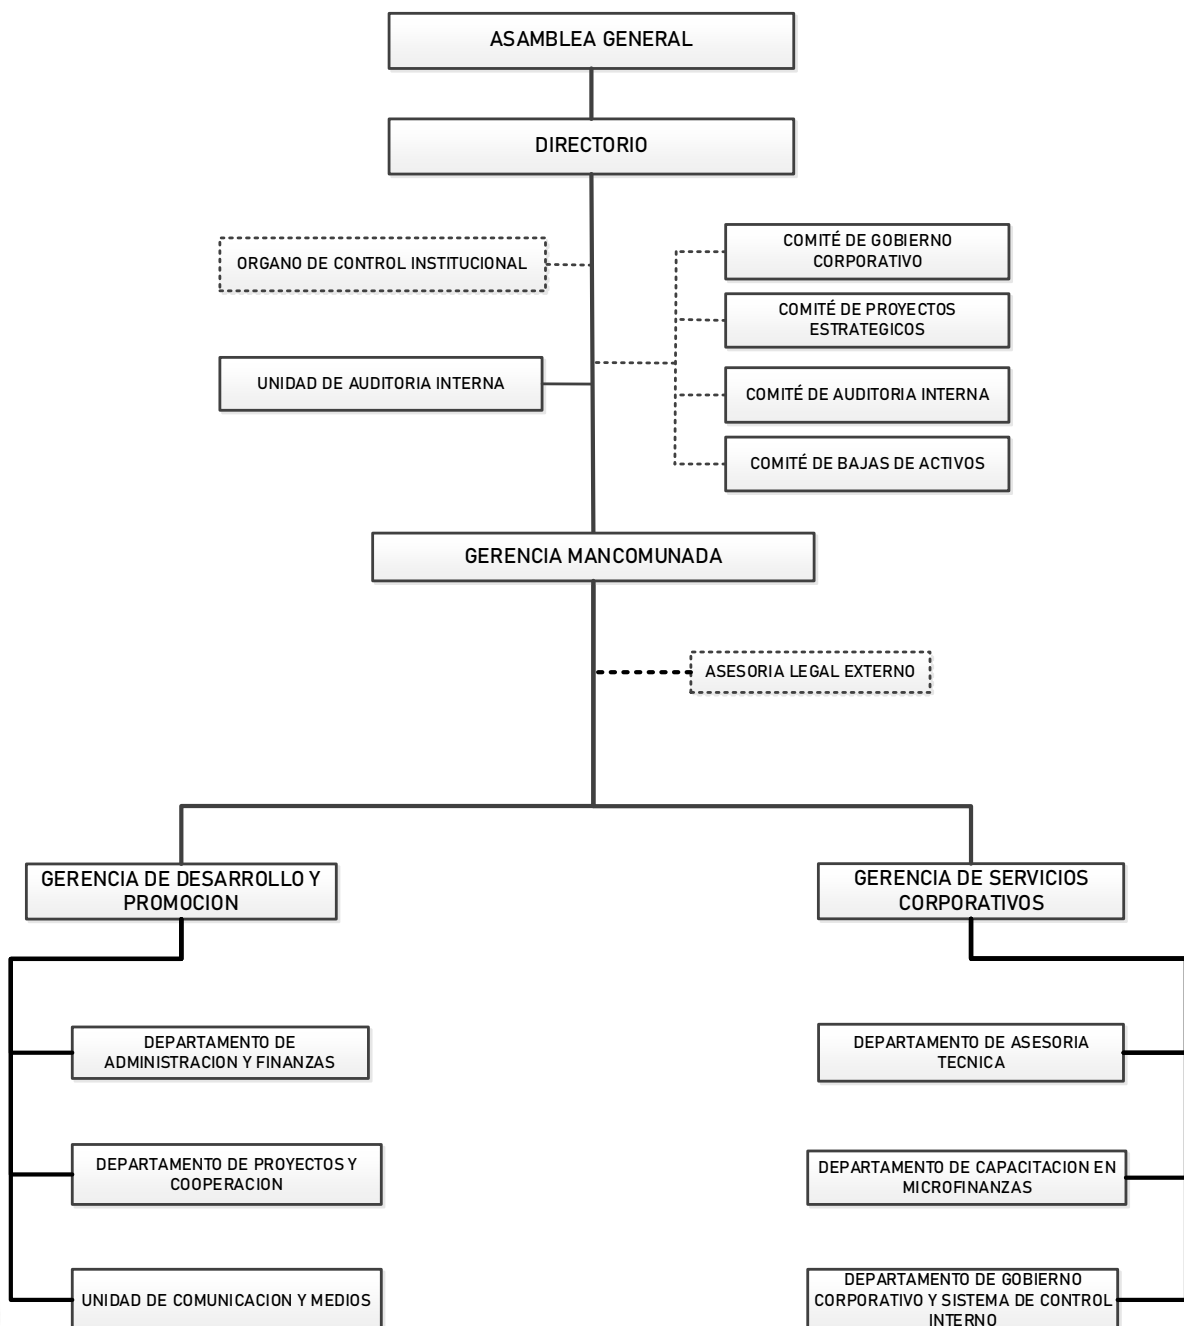 ASAMBLEA GENERAL
DIRECTORIO
ORGANO DE CONTROL INSTITUCIONAL
UNIDAD DE AUDITORIA INTERNA
COMITÉ DE GOBIERNO
CORPORATIVO
COMITÉ DE PROYECTOS
ESTRATEGICOS
COMITÉ DE AUDITORIA INTERNA
COMITÉ DE BAJAS DE ACTIVOS
GERENCIA MANCOMUNADA
ASESORIA LEGAL EXTERNO
GERENCIA DE DESARROLLO Y
PROMOCION
DEPARTAMENTO DE
ADMINISTRACION Y FINANZAS
DEPARTAMENTO DE PROYECTOS Y
COOPERACION
UNIDAD DE COMUNICACION Y MEDIOS
GERENCIA DE SERVICIOS
CORPORATIVOS
DEPARTAMENTO DE ASESORIA
TECNICA
DEPARTAMENTO DE CAPACITACION EN
MICROFINANZAS
DEPARTAMENTO DE GOBIERNO
CORPORATIVO Y SISTEMA DE CONTROL
INTERNO